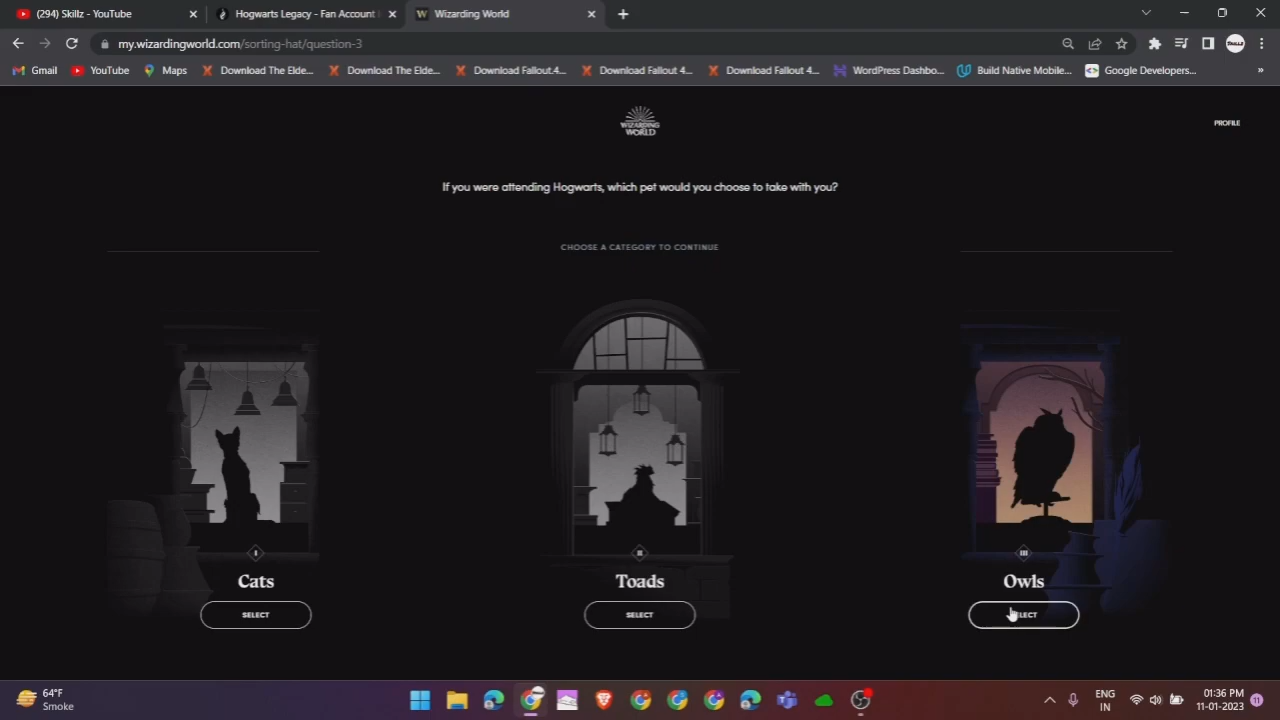 (294) Skillz - YouTube
Hogwarts Legacy - Fan Account
Wizarding World
my.wizardingworld.com/sorting-hat/question-3
Gmail
YouTube
Maps
Download The Elde...
Download The Elde...
Download Fallout.4...
Download Fallout 4...
Download Fallout 4...
WordPress Dashbo...
Build Native Mobile...
Google Developers...
»
WIZARDING
WORLD
PROFILE
If you were attending Hogwarts, which pet would you choose to take with you?
CHOOSE A CATEGORY TO CONTINUE
I
Cats
SELECT
II
Toads
SELECT
III
Owls
64°F
Smoke
ENG
IN
01:36 PM
11-01-2023
11